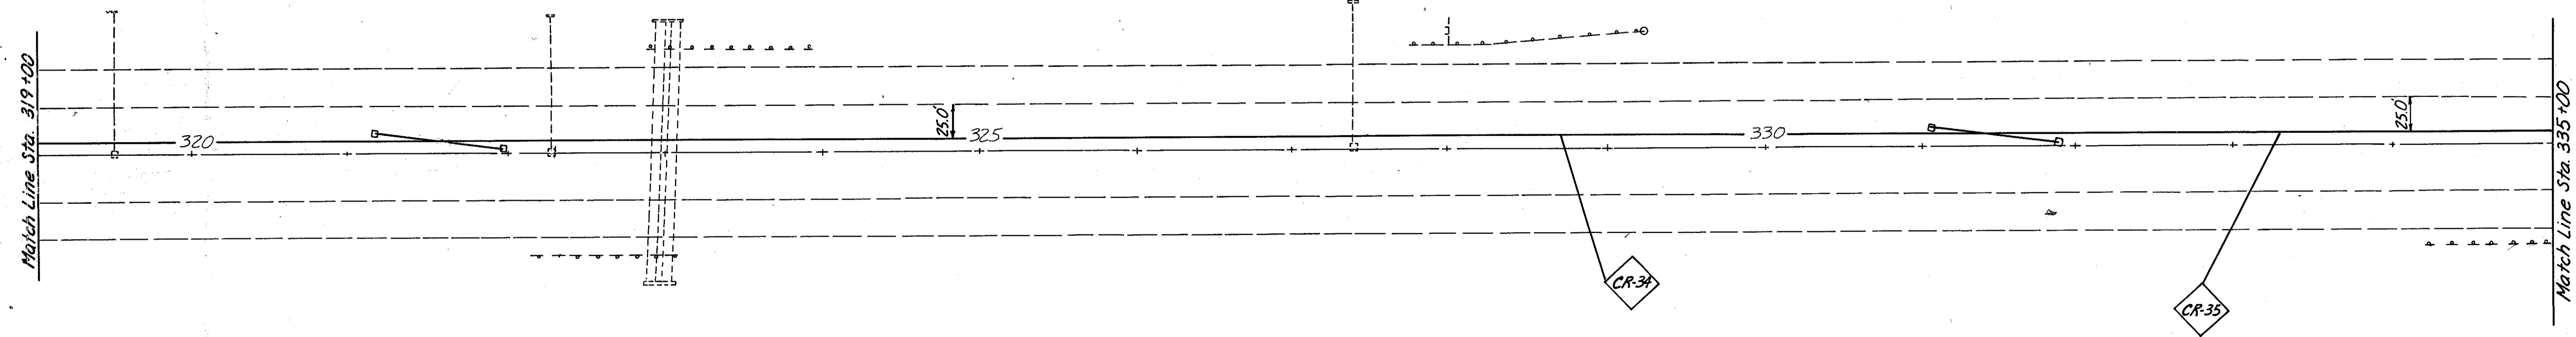 Match Line Sta. 319+00
320
25.0'
325
330
25.0'
Match Line Sta. 335+00
CR-34
CR-35